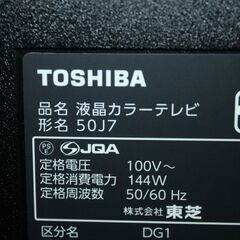 TOSHIBA
品名 液晶カラーテレビ
形名 50J7
PS E JQA
定格電圧 100V～
定格消費電力 144W
定格周波数 50/60 Hz
株式会社 東芝
区分名 DG1